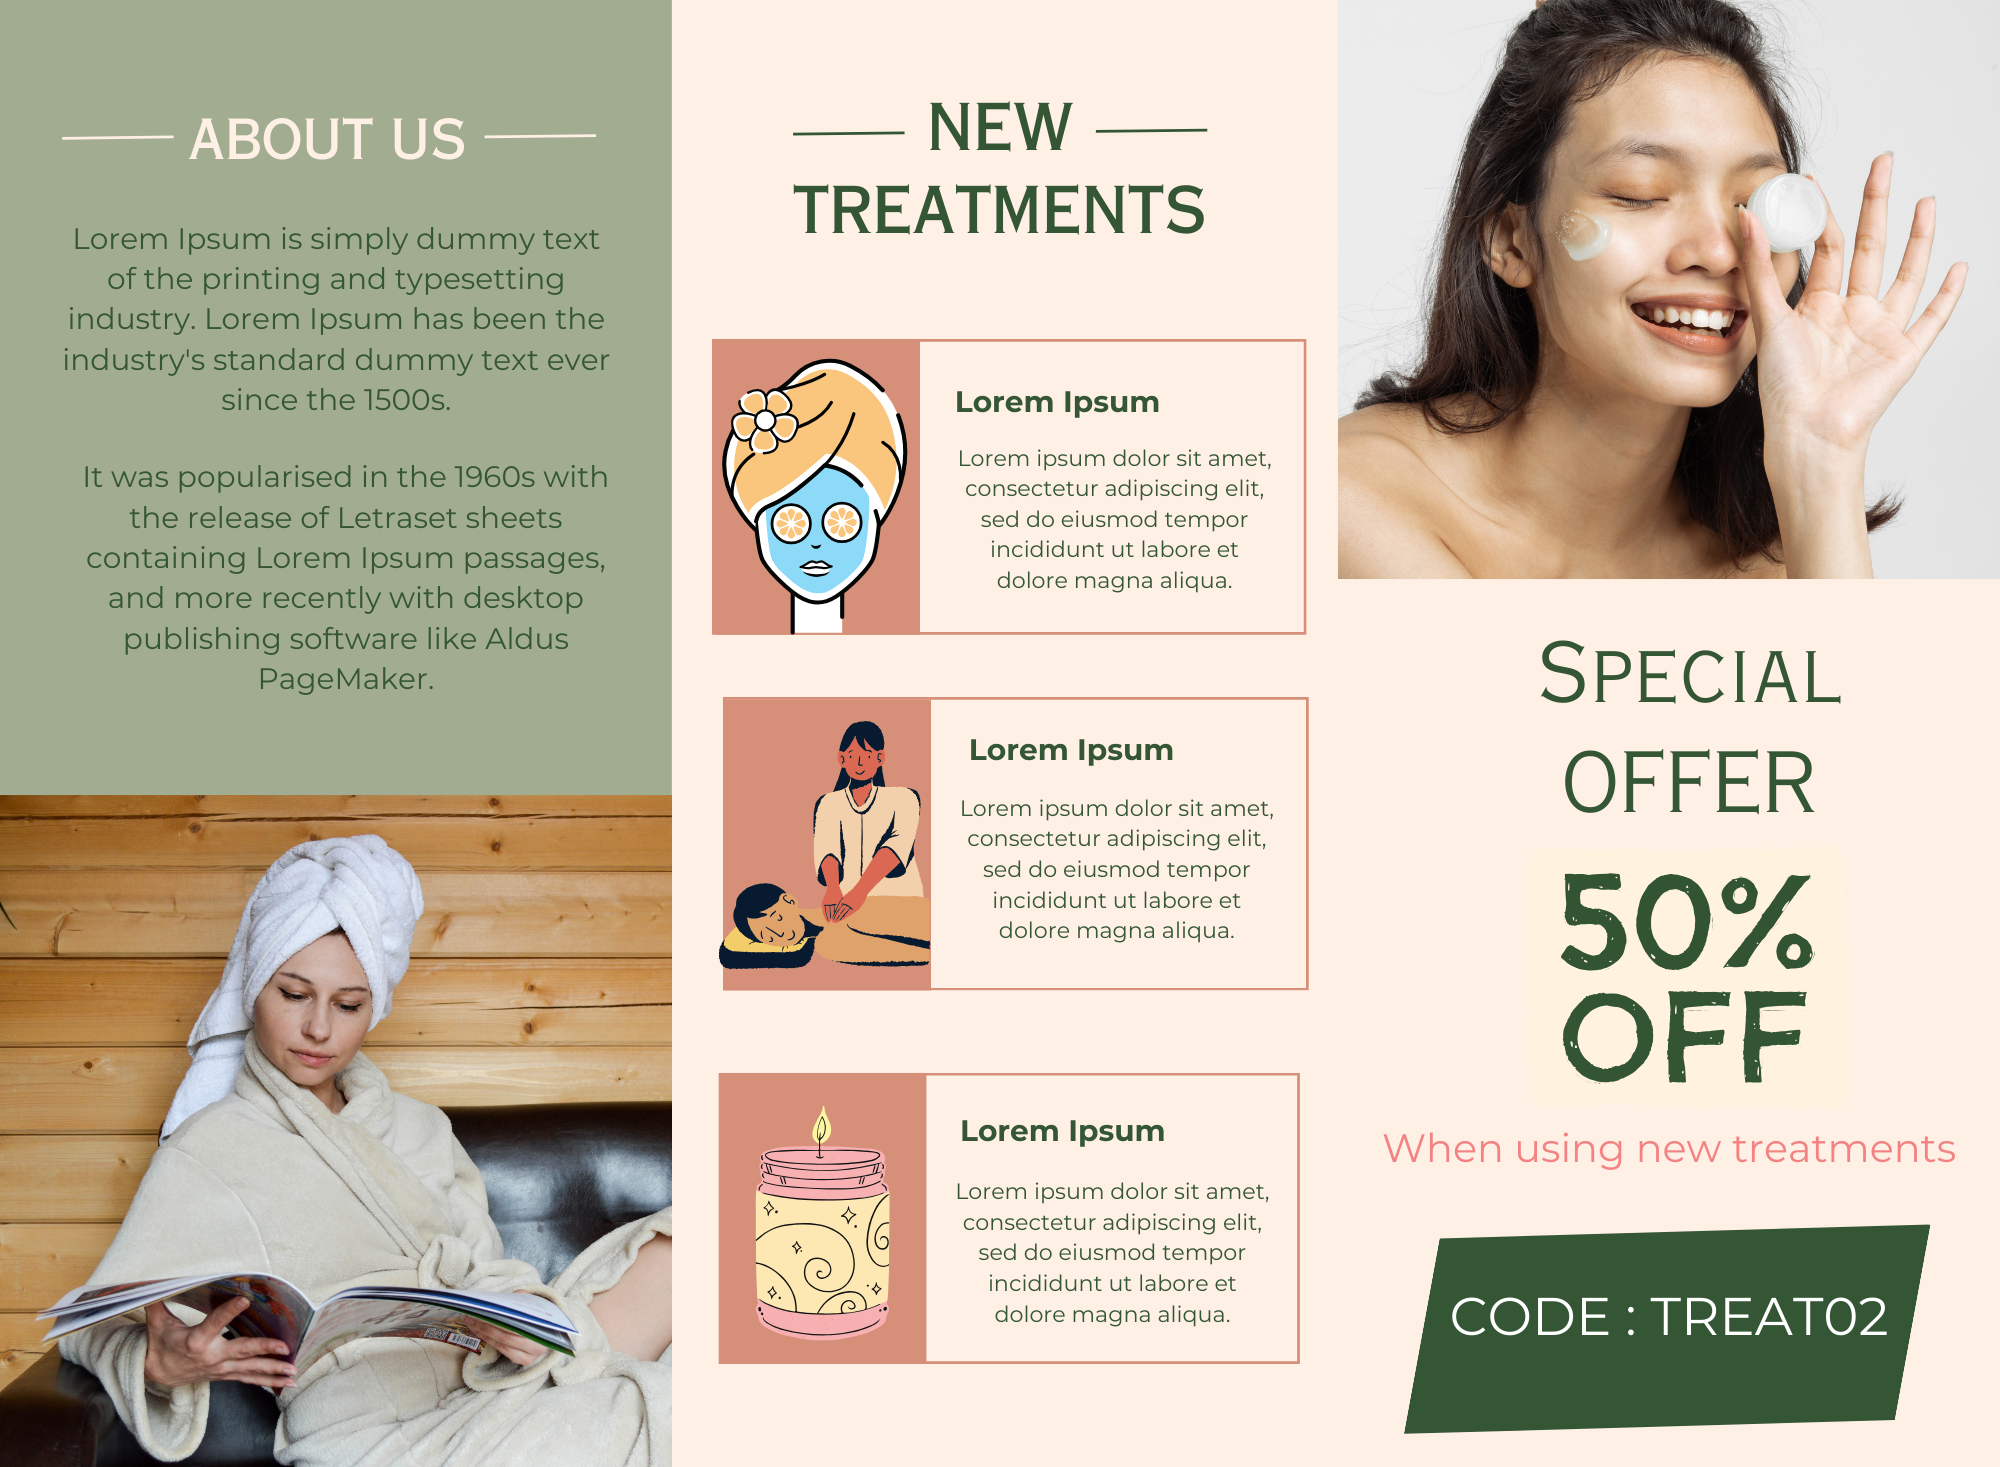 ABOUT US
Lorem Ipsum is simply dummy text
of the printing and typesetting
industry. Lorem Ipsum has been the
industry's standard dummy text ever
since the 1500s.
It was popularised in the 1960s with
the release of Letraset sheets
containing Lorem Ipsum passages,
and more recently with desktop
publishing software like Aldus
PageMaker.
NEW
TREATMENTS
Lorem Ipsum
Lorem ipsum dolor sit amet,
consectetur adipiscing elit,
sed do eiusmod tempor
incididunt ut labore et
dolore magna aliqua.
Lorem Ipsum
Lorem ipsum dolor sit amet,
consectetur adipiscing elit,
sed do eiusmod tempor
incididunt ut labore et
dolore magna aliqua.
Lorem Ipsum
Lorem ipsum dolor sit amet,
consectetur adipiscing elit,
sed do eiusmod tempor
incididunt ut labore et
dolore magna aliqua.
SPECIAL
OFFER
50%
OFF
When using new treatments
CODE : TREAT02